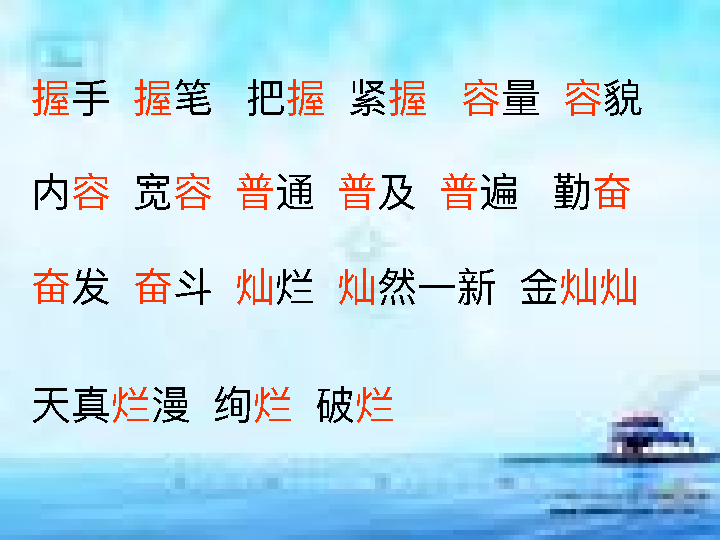 握手 握笔 把握 紧握 容量 容貌
内容 宽容 普通 普及 普遍 勤奋
奋发 奋斗 灿烂 灿然一新 金灿灿
天真烂漫 绚烂 破烂